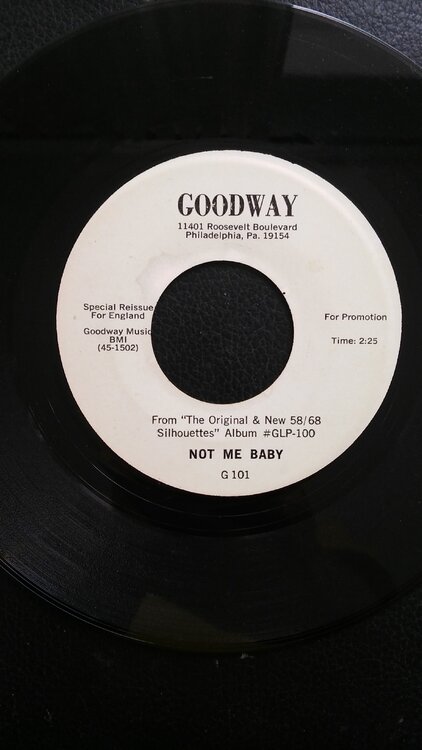 GOODWAY
11401 Roosevelt Boulevard
Philadelphia, Pa. 19154
Special Reissue
For England
Goodway Music
BMI
(45-1502)
For Promotion
Time: 2:25
From "The Original & New 58/68
Silhouettes" Album #GLP-100
NOT ME BABY
G 101